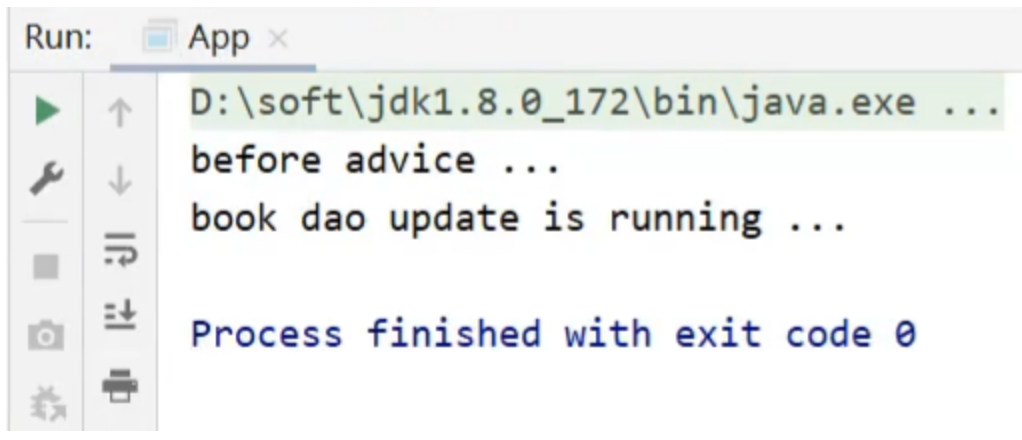 Run: App
D:\soft\jdk1.8.0_172\bin\java.exe ...
before advice ...
book dao update is running ...
Process finished with exit code 0